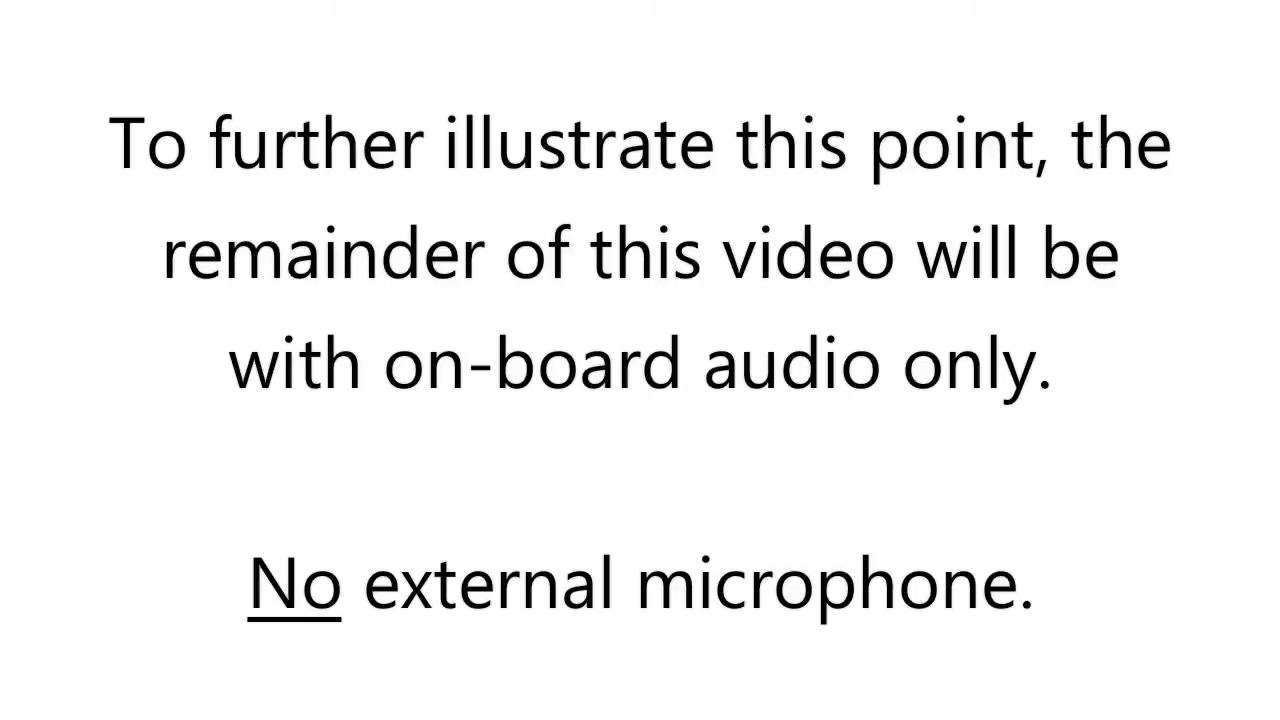 To further illustrate this point, the
remainder of this video will be
with on-board audio only.
No external microphone.